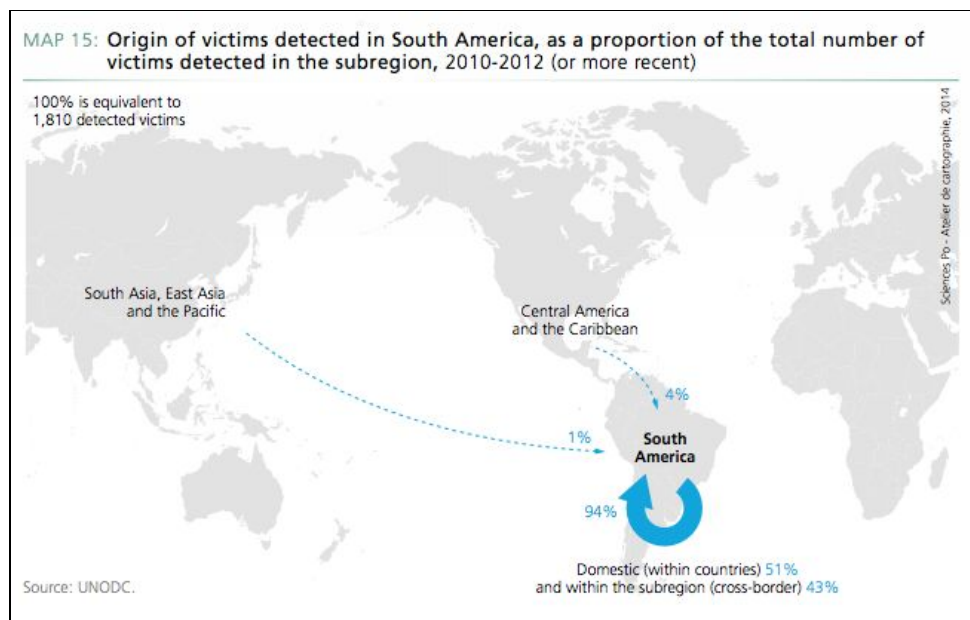 MAP 15: Origin of victims detected in South America, as a proportion of the total number of
victims detected in the subregion, 2010-2012 (or more recent)
100% is equivalent to
1,810 detected victims
Sciences Po - Atelier de cartographie, 2014
South Asia, East Asia
and the Pacific
Central America
and the Caribbean
4%
1%
South
America
94%
Domestic (within countries) 51%
and within the subregion (cross-border) 43%
Source: UNODC.